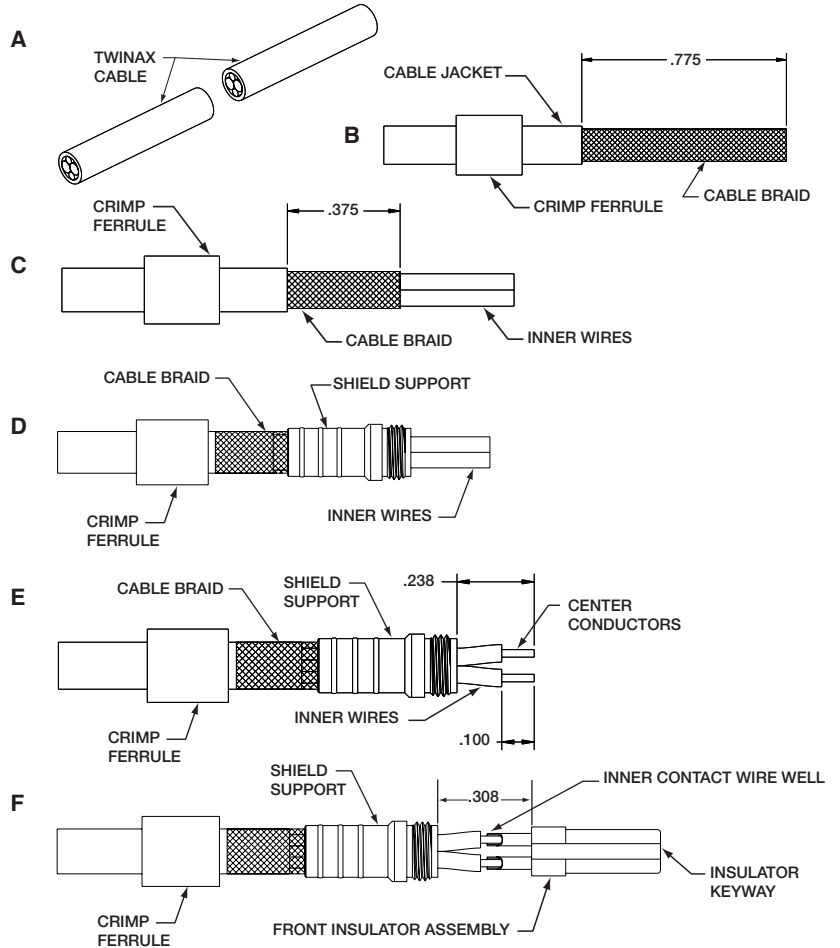 A
TWINAX
CABLE
B
CABLE JACKET
.775
CRIMP FERRULE
CABLE BRAID
C
CRIMP
FERRULE
.375
CABLE BRAID
INNER WIRES
D
CABLE BRAID
SHIELD SUPPORT
CRIMP
FERRULE
INNER WIRES
E
CABLE BRAID
SHIELD
SUPPORT
.238
CENTER
CONDUCTORS
CRIMP
FERRULE
INNER WIRES
.100
F
SHIELD
SUPPORT
.308
INNER CONTACT WIRE WELL
INSULATOR
KEYWAY
CRIMP
FERRULE
FRONT INSULATOR ASSEMBLY